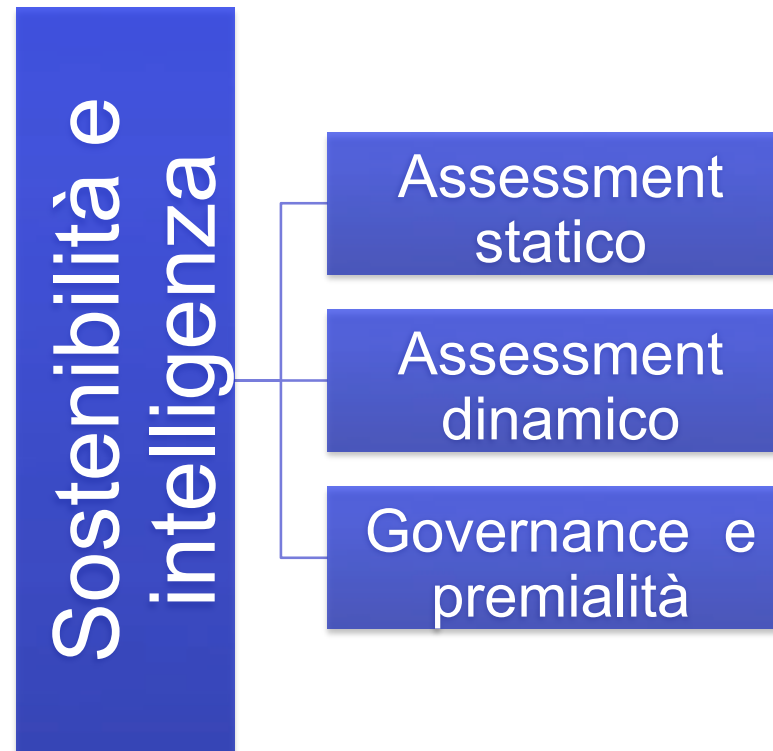 Sostenibilità e
intelligenza
Assessment
statico
Assessment
dinamico
Governance e
premialità